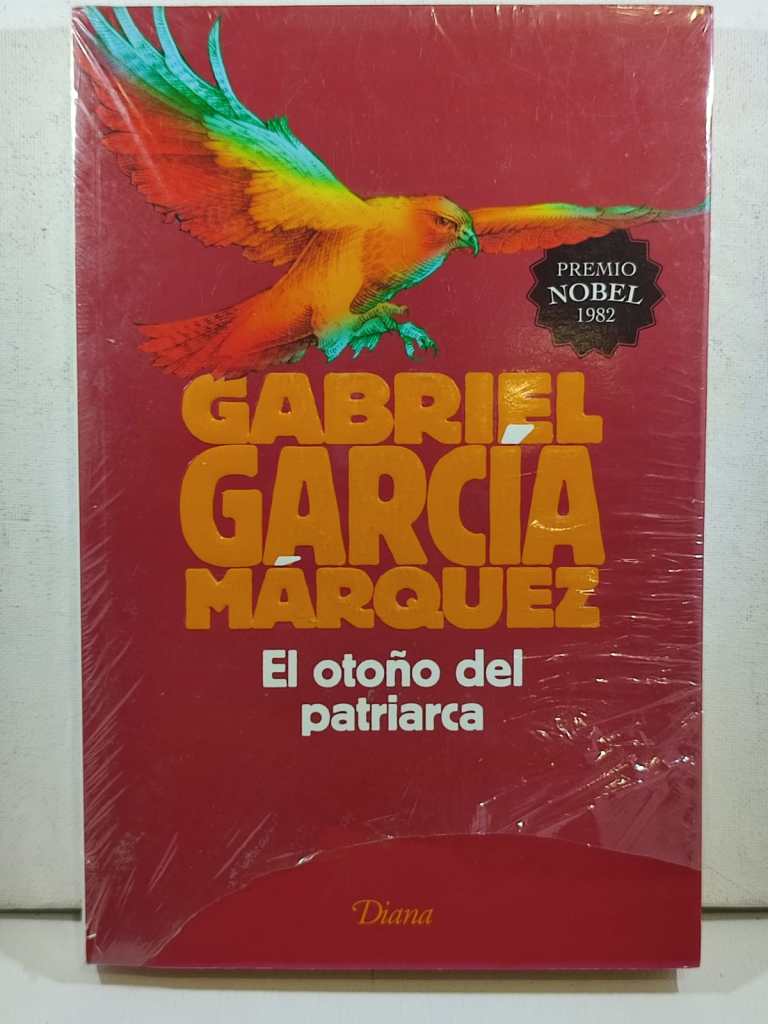 PREMIO
NOBEL
1982
GABRIEL
GARCÍA
MÁRQUEZ
El otoño del
patriarca
Diana